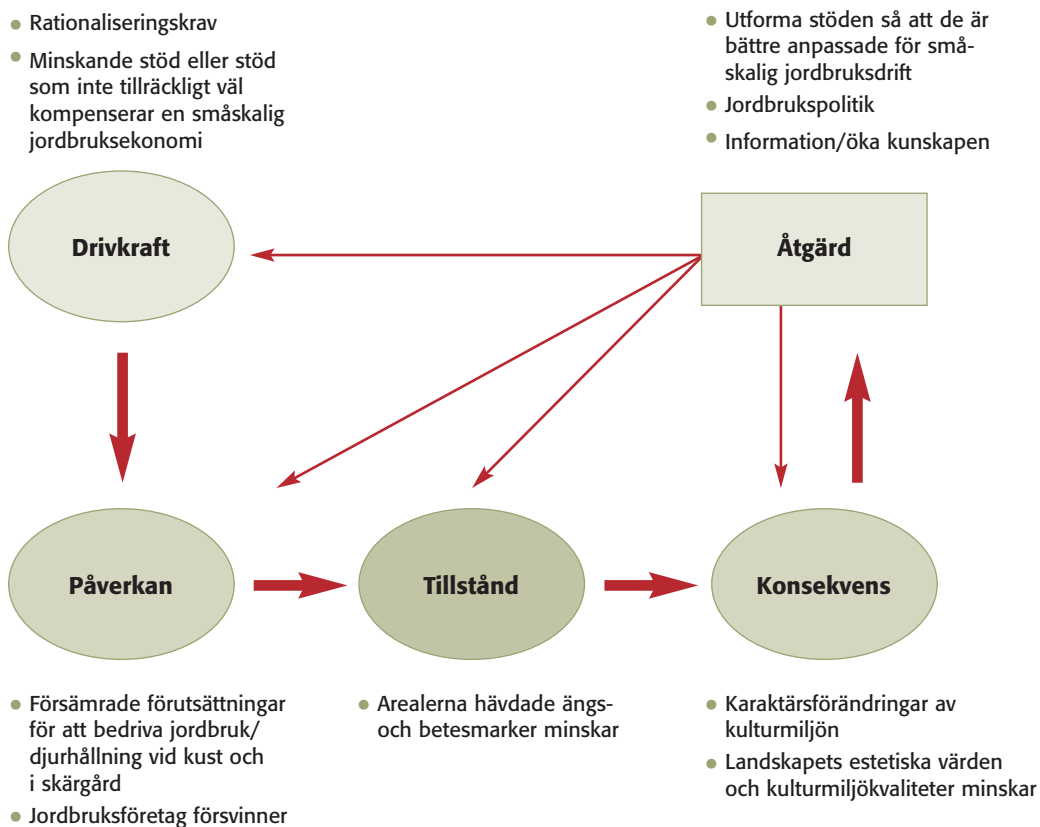 Rationaliseringskrav
Minskande stöd eller stöd
som inte tillräckligt väl
kompenserar en småskalig
jordbruksekonomi
Utforma stöden så att de är
bättre anpassade för små-
skalig jordbruksdrift
Jordbrukspolitik
Information/öka kunskapen
Drivkraft
Åtgärd
Påverkan
Tillstånd
Konsekvens
Försämrade förutsättningar
för att bedriva jordbruk/
djurhållning vid kust och
i skärgård
Jordbruksföretag försvinner
Arealerna hävdade ängs-
och betesmarker minskar
Karaktärsförändringar av
kulturmiljön
Landskapets estetiska värden
och kulturmiljökvaliteter minskar